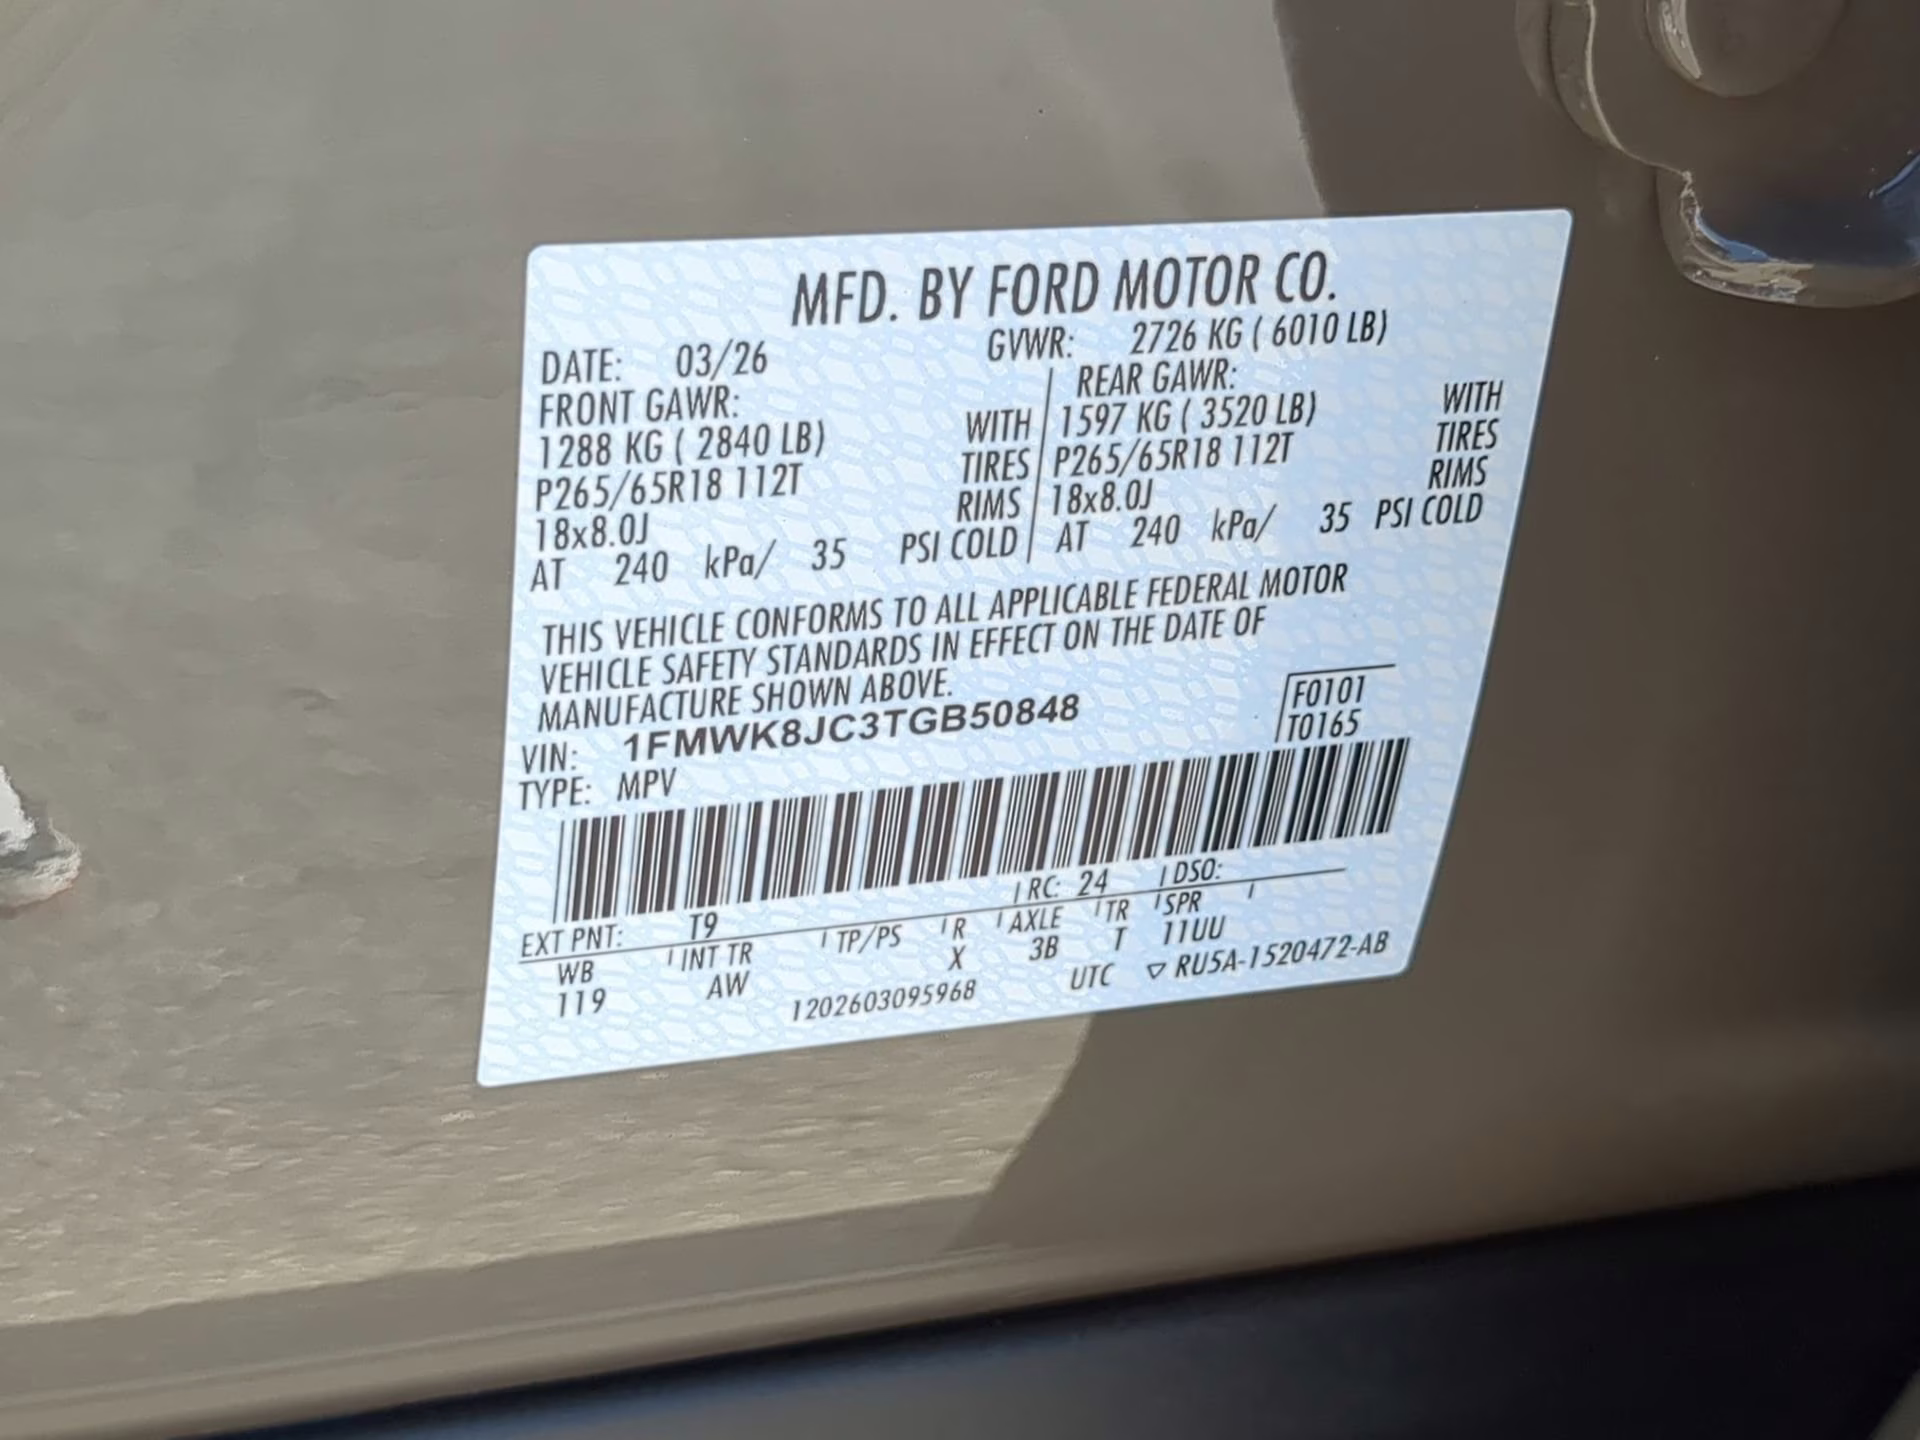 MFD. BY FORD MOTOR CO.
DATE: 03/26 GVWR: 2726 KG ( 6010 LB)
FRONT GAWR: REAR GAWR:
1288 KG ( 2840 LB) WITH 1597 KG ( 3520 LB) WITH
P265/65R18 112T TIRES P265/65R18 112T TIRES
18x8.0J RIMS 18x8.0J RIMS
AT 240 kPa/ 35 PSI COLD AT 240 kPa/ 35 PSI COLD
THIS VEHICLE CONFORMS TO ALL APPLICABLE FEDERAL MOTOR
VEHICLE SAFETY STANDARDS IN EFFECT ON THE DATE OF
MANUFACTURE SHOWN ABOVE.
VIN: 1FMWK8JC3TGB50848 F0101
TYPE: MPV T0165
EXT PNT: T9 RC: 24 DSO:
WB INT TR TP/PS R AXLE TR SPR
119 AW X 3B T 11UU
1202603095968 UTC ▽ RU5A-1520472-AB